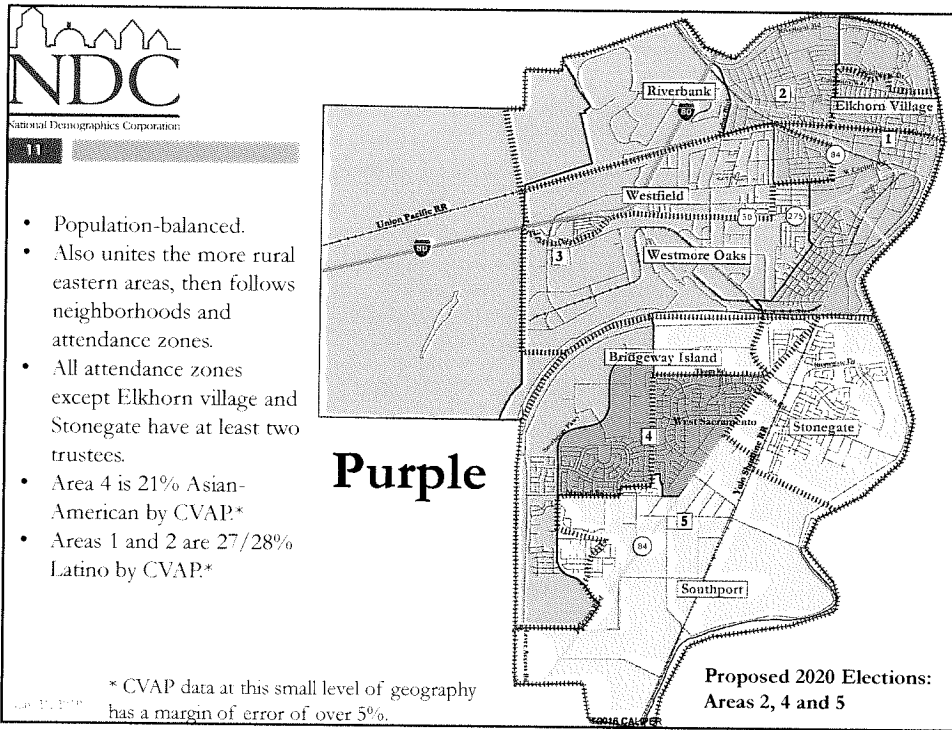 NDC
National Demographics Corporation
11
• Population-balanced.
• Also unites the more rural
eastern areas, then follows
neighborhoods and
attendance zones.
• All attendance zones
except Elkhorn village and
Stonegate have at least two
trustees.
• Area 4 is 21% Asian-
American by CVAP.*
• Areas 1 and 2 are 27/28%
Latino by CVAP.*
* CVAP data at this small level of geography
has a margin of error of over 5%.
Purple
Riverbank
2
Elkhorn Village
80
1
84
Union Pacific RR
Westfield
50
275
80
3
Westmore Oaks
Bridgeway Island
West Sacramento
Stonegate
4
5
84
Southport
Proposed 2020 Elections:
Areas 2, 4 and 5